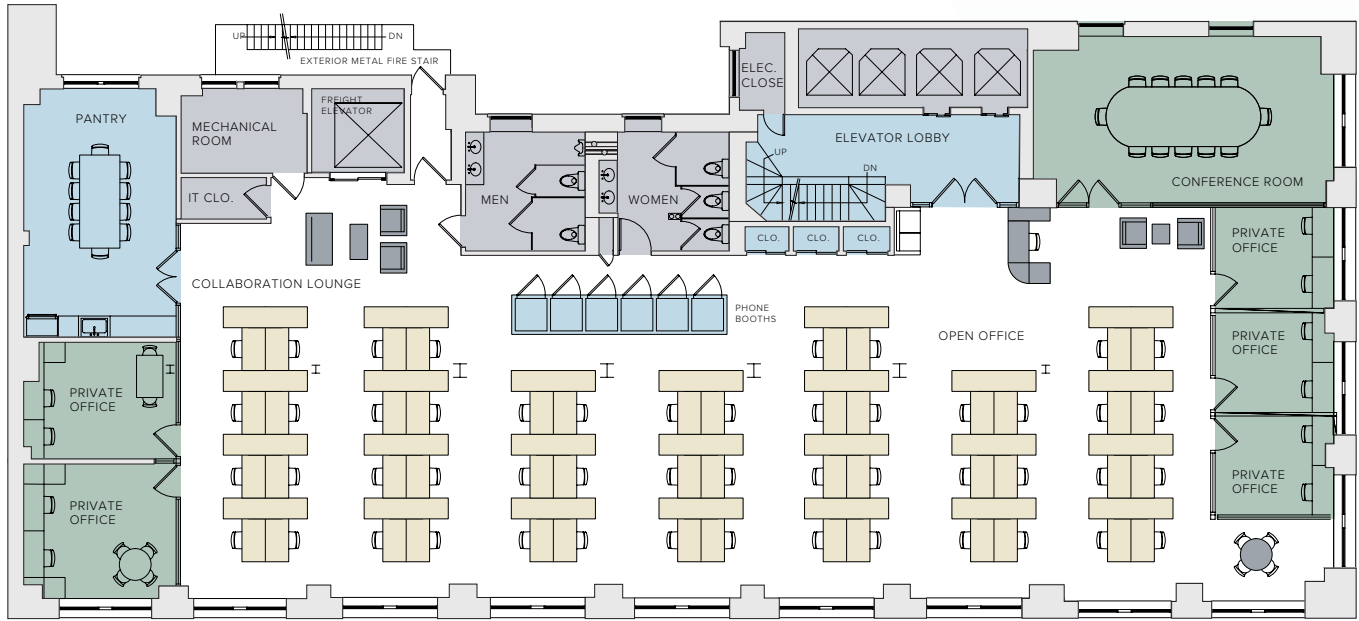 UP
DN
EXTERIOR METAL FIRE STAIR
ELEC.
CLOSE
PANTRY
MECHANICAL
ROOM
FREIGHT
ELEVATOR
ELEVATOR LOBBY
UP
DN
CONFERENCE ROOM
IT CLO.
MEN
WOMEN
CLO.
CLO.
CLO.
PRIVATE
OFFICE
COLLABORATION LOUNGE
PHONE
BOOTHS
OPEN OFFICE
PRIVATE
OFFICE
PRIVATE
OFFICE
PRIVATE
OFFICE
PRIVATE
OFFICE